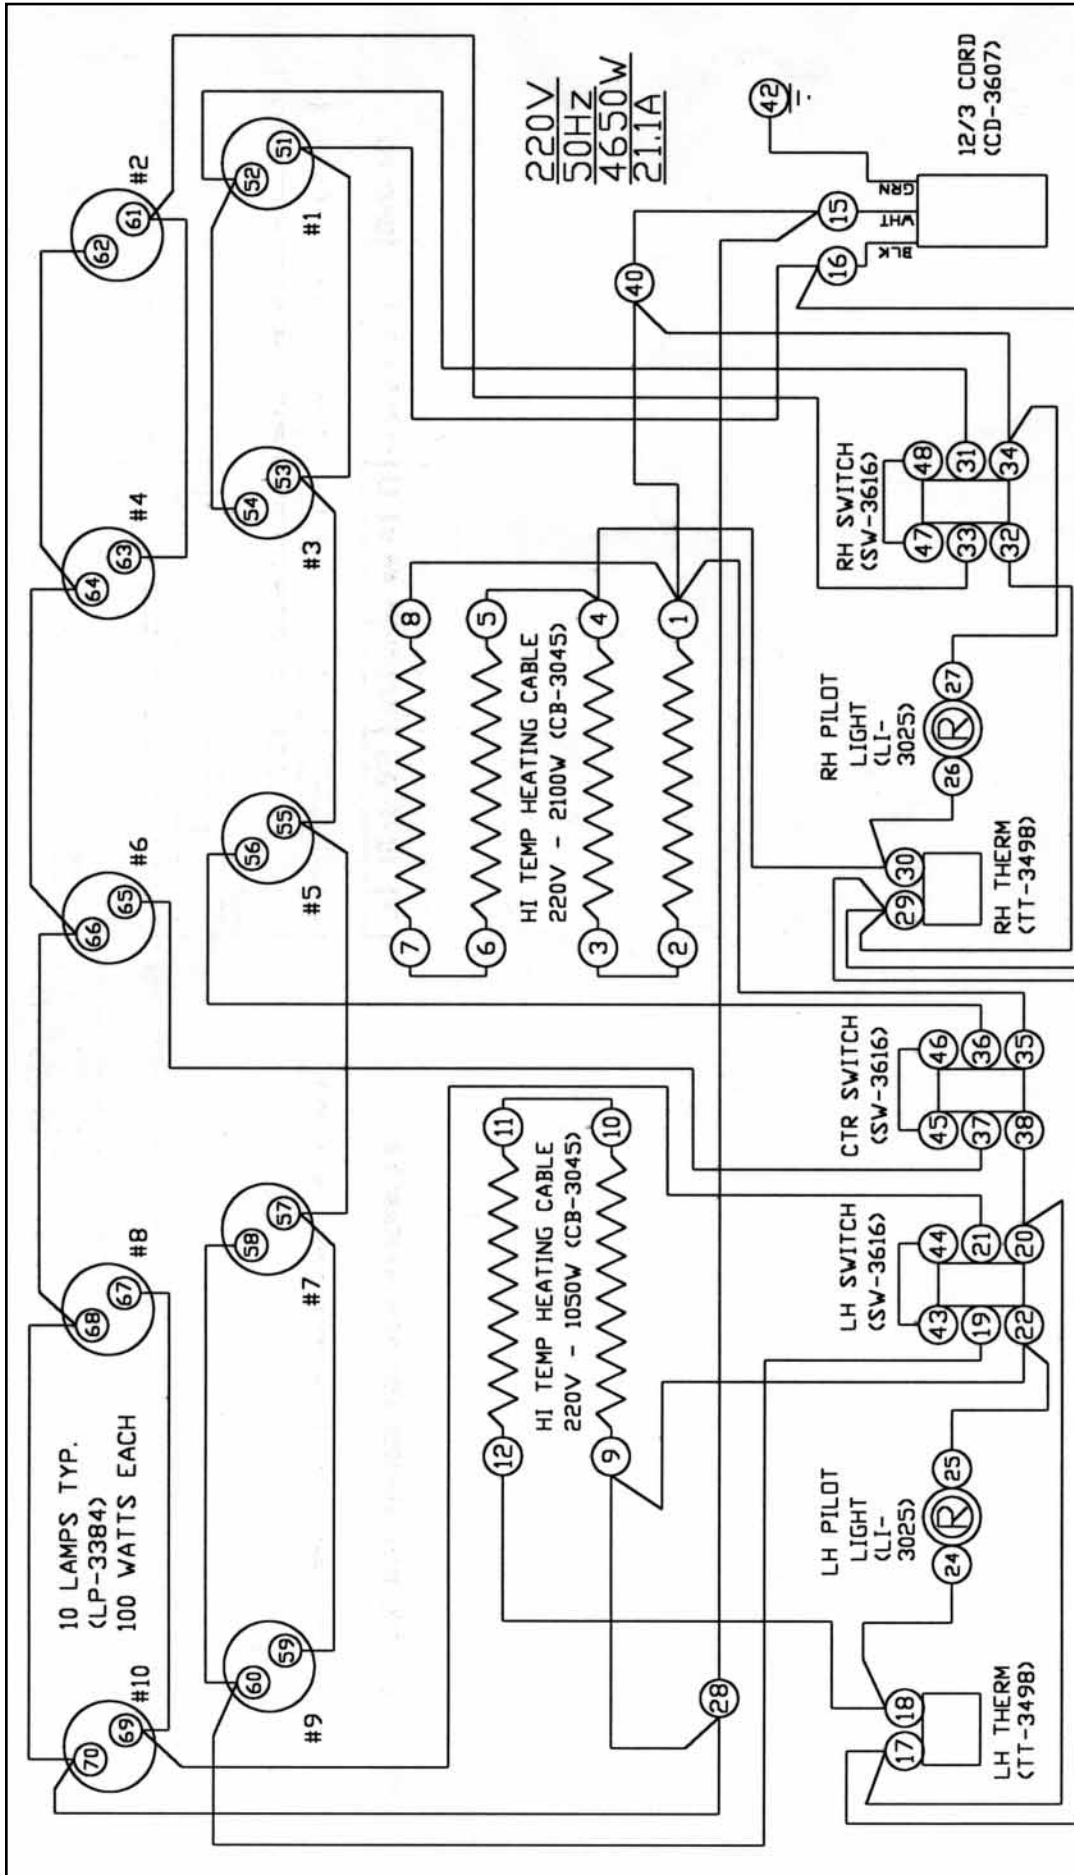 10 LAMPS TYP.
(LP-3384)
100 WATTS EACH
#10
70
69
#8
68
67
#6
66
65
#4
64
63
#2
62
61
#9
60
59
#7
58
57
#5
56
55
#3
54
53
#1
52
51
12
11
9
10
HI TEMP HEATING CABLE
220V - 1050W (CB-3045)
7
8
6
5
3
4
2
1
HI TEMP HEATING CABLE
220V - 2100W (CB-3045)
220V
50Hz
4650W
21.1A
28
40
42
15
16
GRN
WHT
BLK
12/3 CORD
(CD-3607)
17
18
LH THERM
(TT-3498)
LH PILOT
LIGHT
(LI-
3025)
24
R
25
LH SWITCH
(SW-3616)
43
44
19
21
22
20
CTR SWITCH
(SW-3616)
45
46
37
36
38
35
29
30
RH THERM
(TT-3498)
RH PILOT
LIGHT
(LI-
3025)
26
R
27
RH SWITCH
(SW-3616)
47
48
33
31
32
34